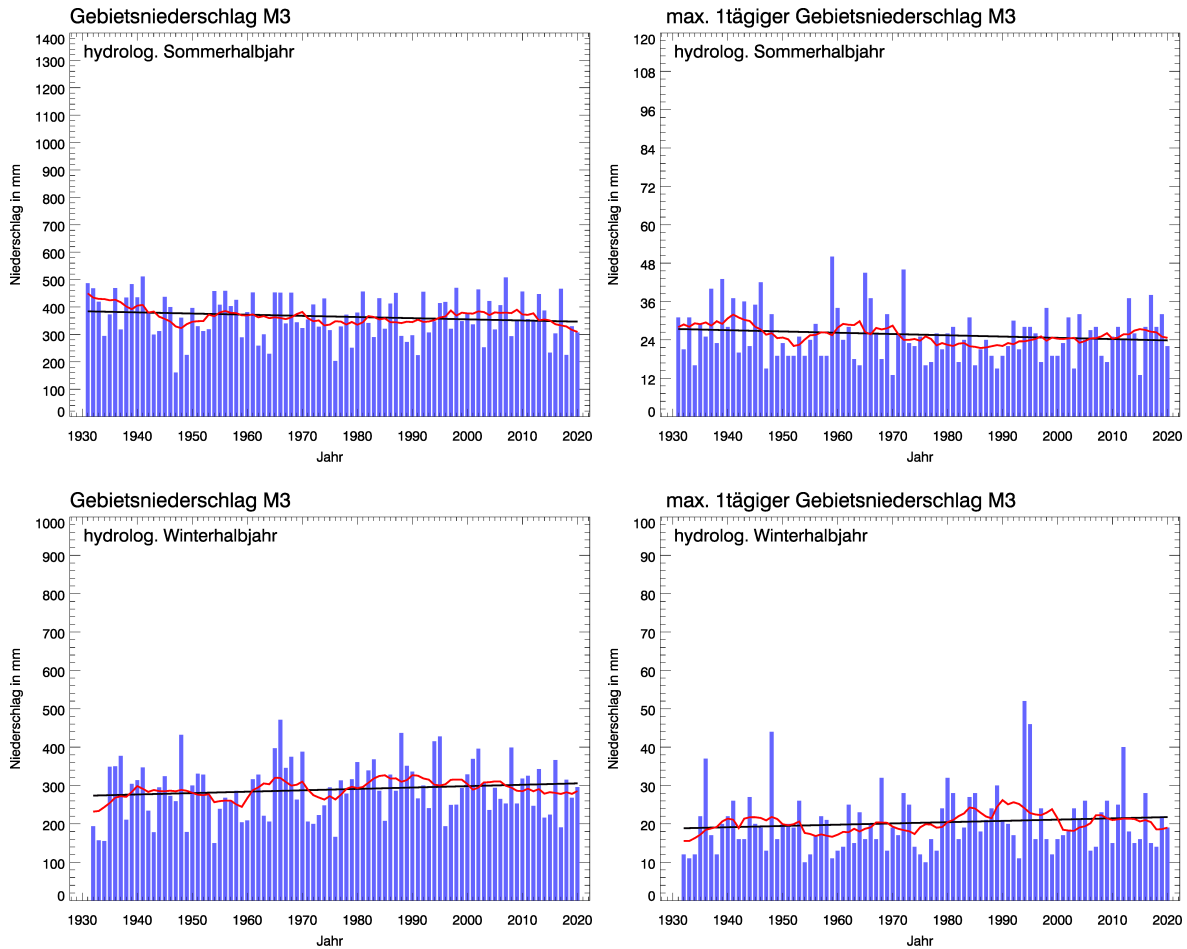 Gebietsniederschlag M3
hydrolog. Sommerhalbjahr
Niederschlag in mm
1400
1300
1200
1100
1000
900
800
700
600
500
400
300
200
100
0
1930 1940 1950 1960 1970 1980 1990 2000 2010 2020
Jahr
max. 1tägiger Gebietsniederschlag M3
hydrolog. Sommerhalbjahr
Niederschlag in mm
120
108
96
84
72
60
48
36
24
12
0
1930 1940 1950 1960 1970 1980 1990 2000 2010 2020
Jahr
Gebietsniederschlag M3
hydrolog. Winterhalbjahr
Niederschlag in mm
1000
900
800
700
600
500
400
300
200
100
0
1930 1940 1950 1960 1970 1980 1990 2000 2010 2020
Jahr
max. 1tägiger Gebietsniederschlag M3
hydrolog. Winterhalbjahr
Niederschlag in mm
100
90
80
70
60
50
40
30
20
10
0
1930 1940 1950 1960 1970 1980 1990 2000 2010 2020
Jahr